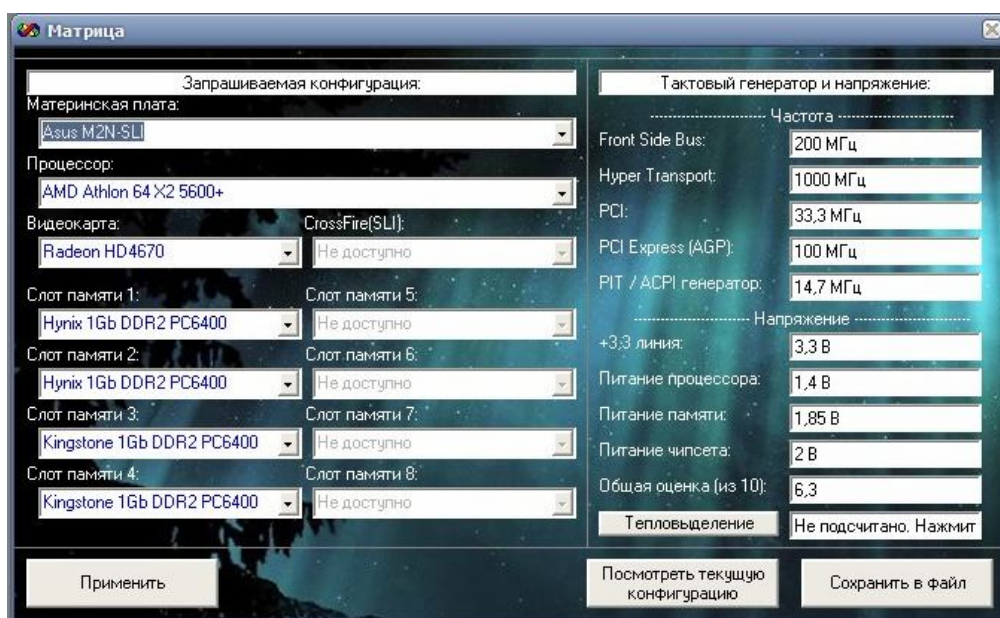 Матрица
Запрашиваемая конфигурация:
Материнская плата:
Asus M2N-SLI
Процессор:
AMD Athlon 64 X2 5600+
Видеокарта: CrossFire(SLI):
Radeon HD4670 Не доступно
Слот памяти 1: Слот памяти 5:
Hynix 1Gb DDR2 PC6400 Не доступно
Слот памяти 2: Слот памяти 6:
Hynix 1Gb DDR2 PC6400 Не доступно
Слот памяти 3: Слот памяти 7:
Kingstone 1Gb DDR2 PC6400 Не доступно
Слот памяти 4: Слот памяти 8:
Kingstone 1Gb DDR2 PC6400 Не доступно
Тактовый генератор и напряжение:
Частота
Front Side Bus: 200 МГц
Hyper Transport: 1000 МГц
PCI: 33,3 МГц
PCI Express (AGP): 100 МГц
PIT / ACPI генератор: 14,7 МГц
Напряжение
+3,3 линия: 3,3 В
Питание процессора: 1,4 В
Питание памяти: 1,85 В
Питание чипсета: 2 В
Общая оценка (из 10): 6,3
Тепловыделение Не подсчитано. Нажмит
Применить
Посмотреть текущую
конфигурацию
Сохранить в файл